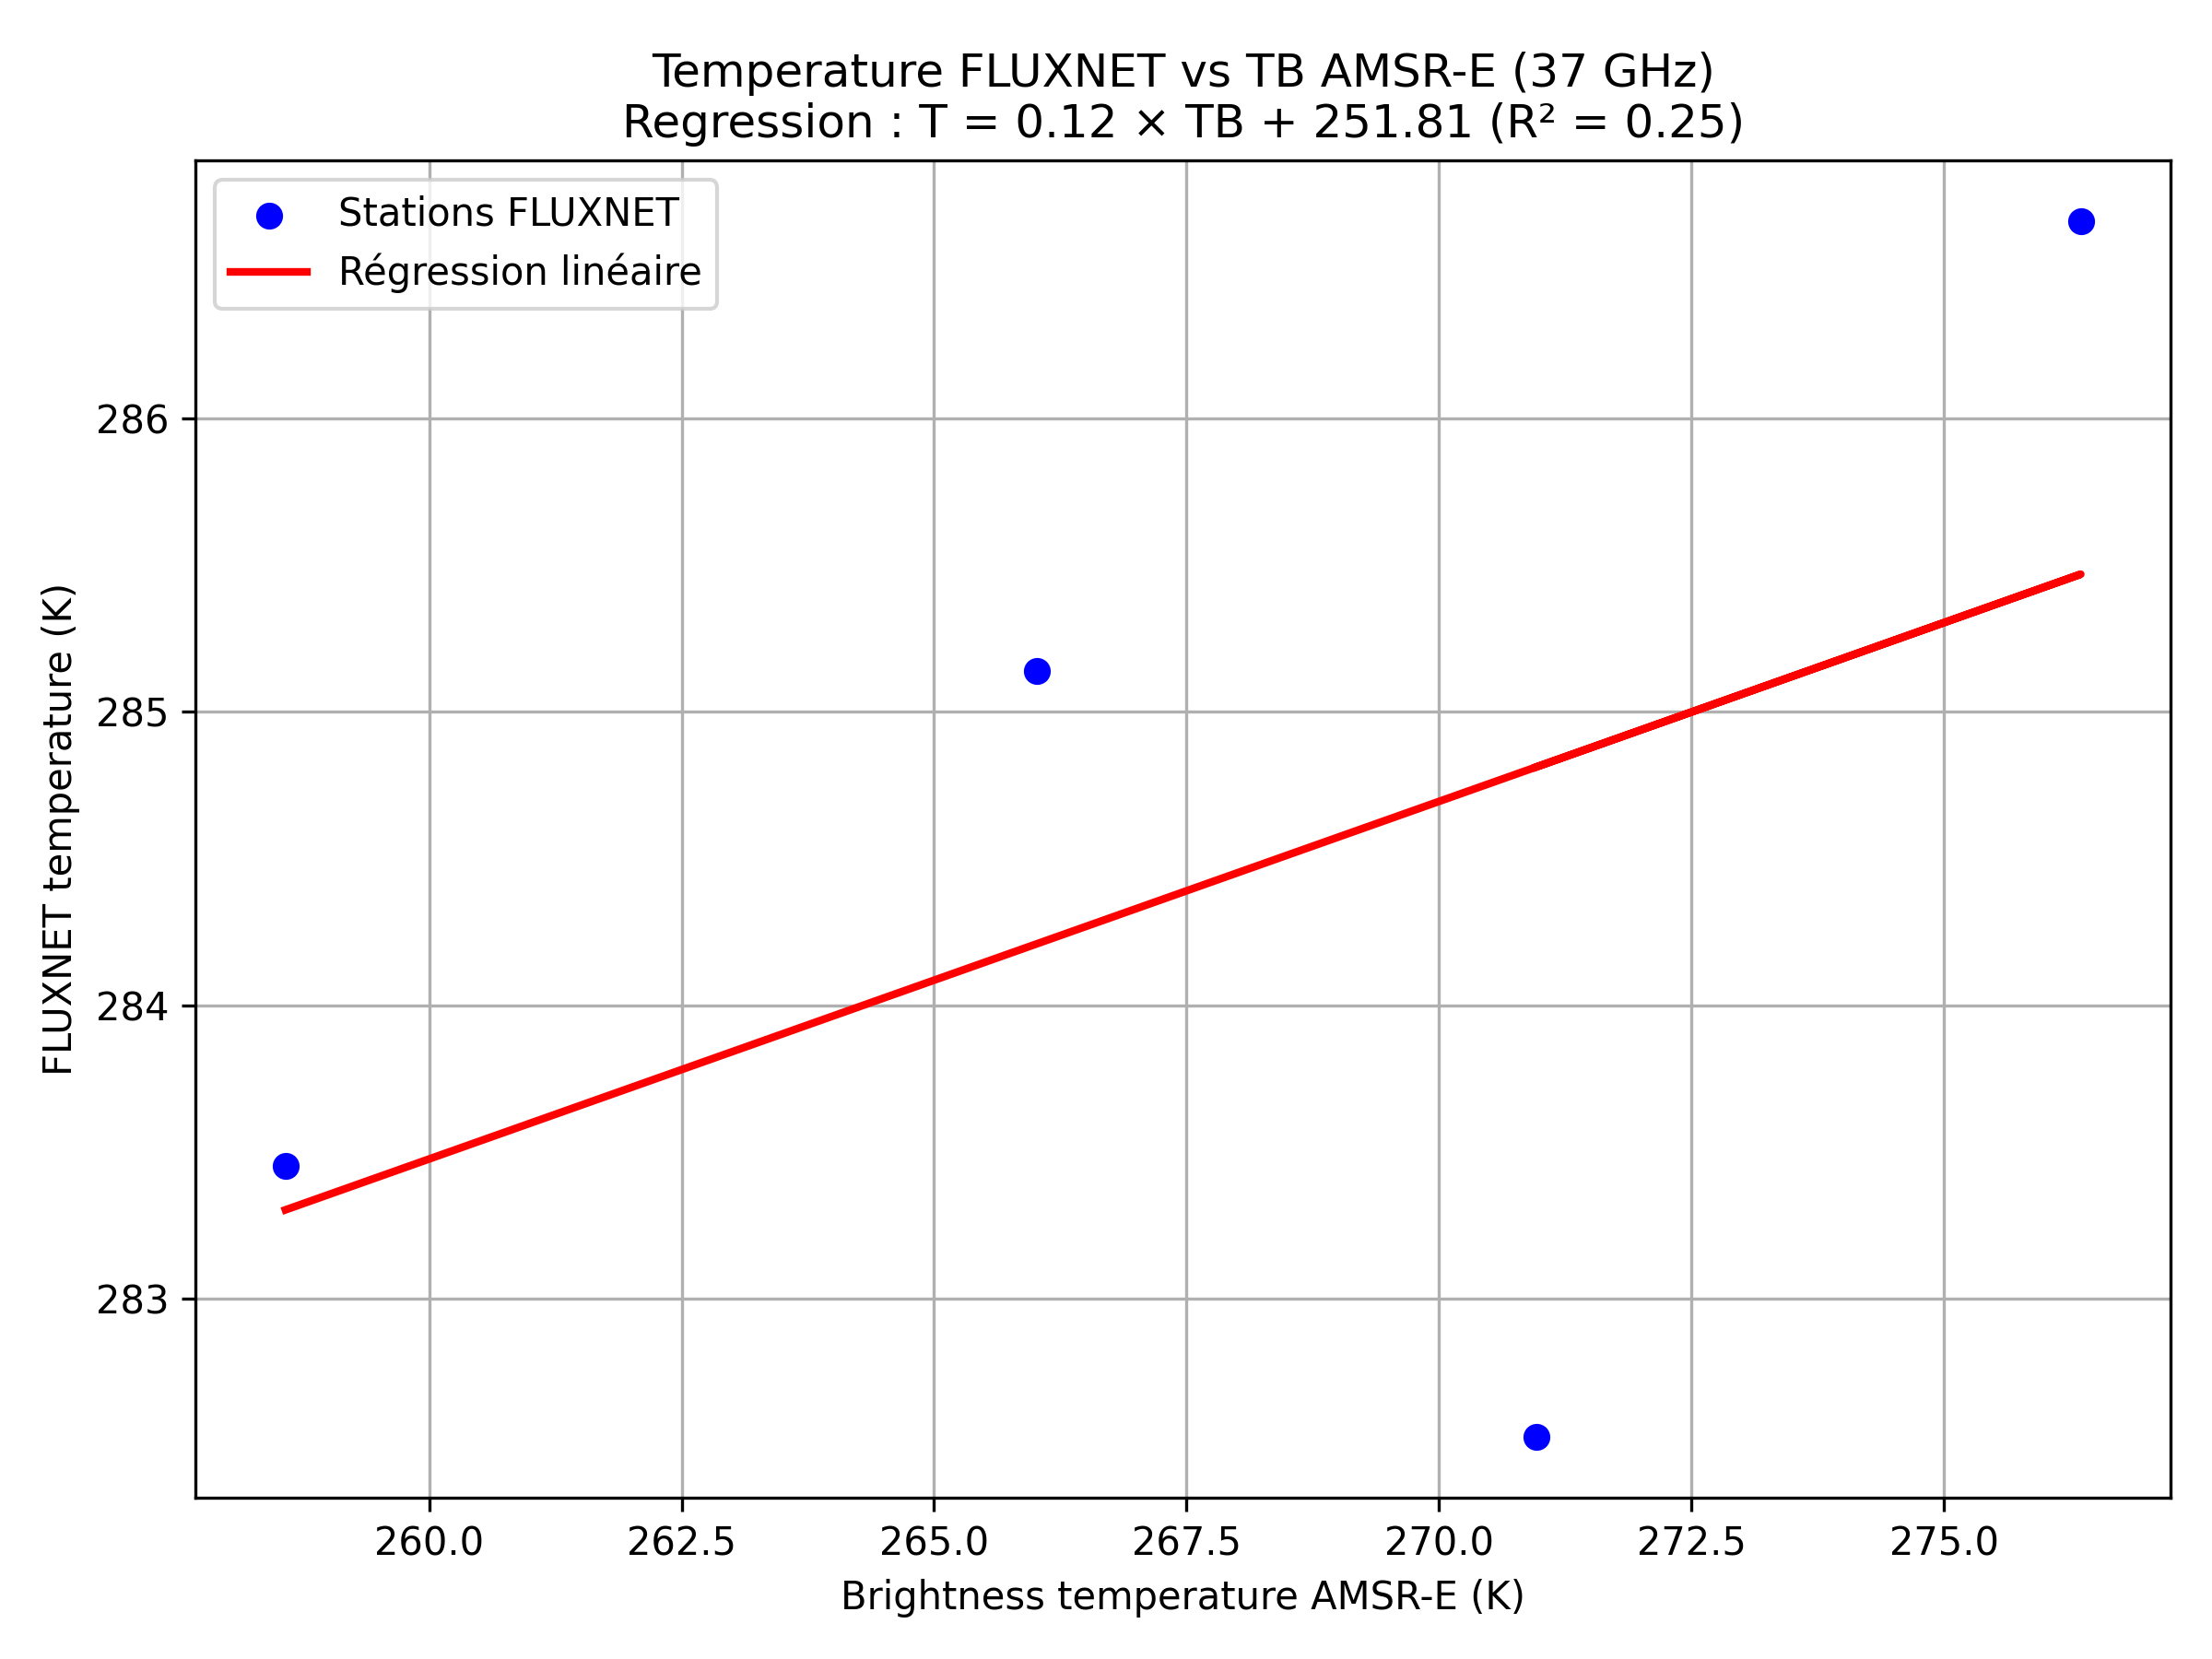 Temperature FLUXNET vs TB AMSR-E (37 GHz)
Regression : T = 0.12 × TB + 251.81 (R² = 0.25)
Stations FLUXNET
Régression linéaire
FLUXNET temperature (K)
286
285
284
283
260.0 262.5 265.0 267.5 270.0 272.5 275.0
Brightness temperature AMSR-E (K)